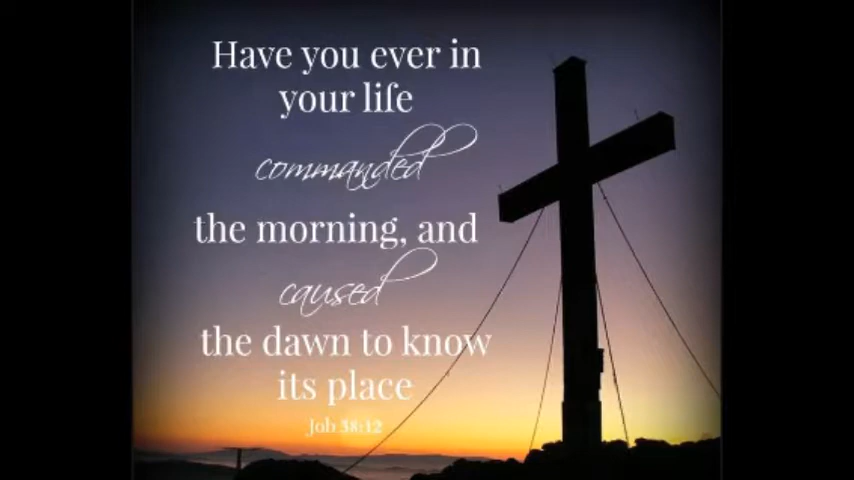 Have you ever in
your life
commanded
the morning, and
caused
the dawn to know
its place
Job 38:12